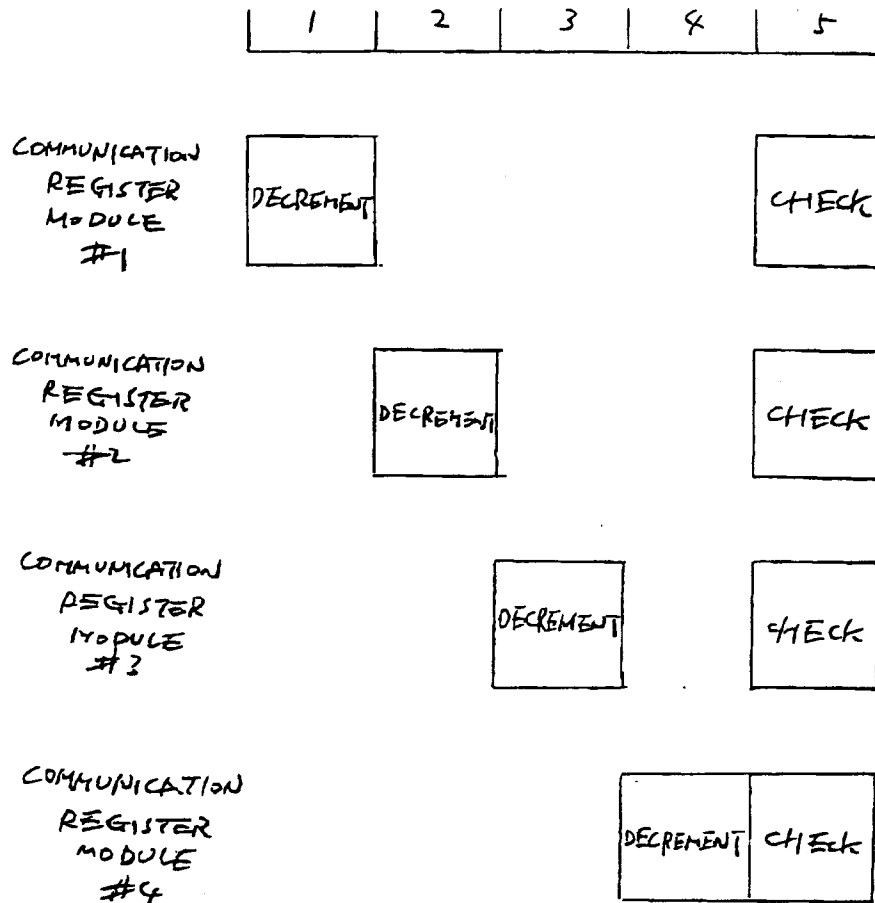 1 2 3 4 5
COMMUNICATION
REGISTER
MODULE
#1
DECREMENT
CHECK
COMMUNICATION
REGISTER
MODULE
#2
DECREMENT
CHECK
COMMUNICATION
REGISTER
MODULE
#3
DECREMENT
CHECK
COMMUNICATION
REGISTER
MODULE
#4
DECREMENT
CHECK